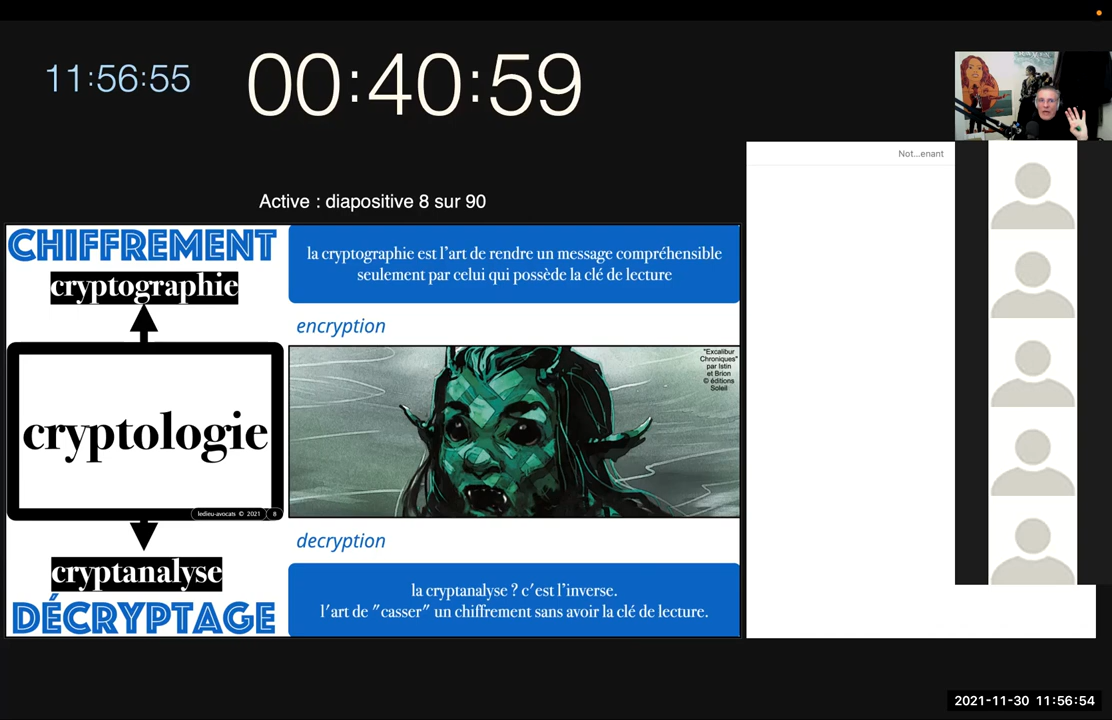 11:56:55
00:40:59
Not...enant
Active : diapositive 8 sur 90
CHIFFREMENT
cryptographie
la cryptographie est l'art de rendre un message compréhensible
seulement par celui qui possède la clé de lecture
encryption
"Excalibur
Chroniques"
par Istin
et Brion
© éditions
Soleil
cryptologie
ledieu-avocats © 2021 8
decryption
cryptanalyse
DÉCRYPTAGE
la cryptanalyse ? c'est l'inverse.
l'art de "casser" un chiffrement sans avoir la clé de lecture.
2021-11-30 11:56:54